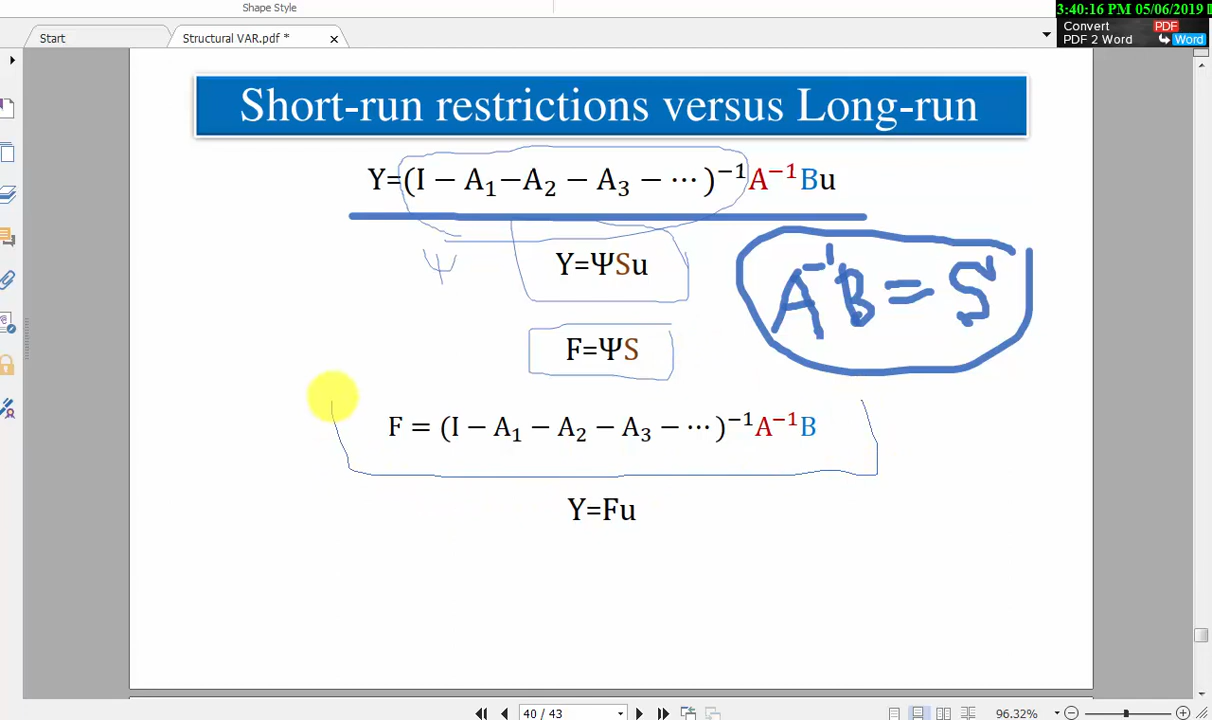 Shape Style
3:40:16 PM 05/06/2019
Start
Structural VAR.pdf *
Convert PDF
PDF 2 Word Word
Short-run restrictions versus Long-run
Y=(I − A₁−A₂ − A₃ − ⋯ )⁻¹A⁻¹Bu
Ψ
Y=ΨSu
A⁻¹B = S
F=ΨS
F = (I − A₁ − A₂ − A₃ − ⋯ )⁻¹A⁻¹B
Y=Fu
40 / 43
96.32%